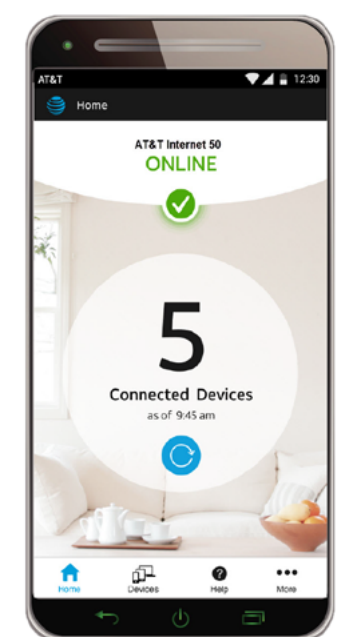 AT&T 12:30
Home
AT&T Internet 50
ONLINE
5
Connected Devices
as of 9:45 am
Home Devices Help More